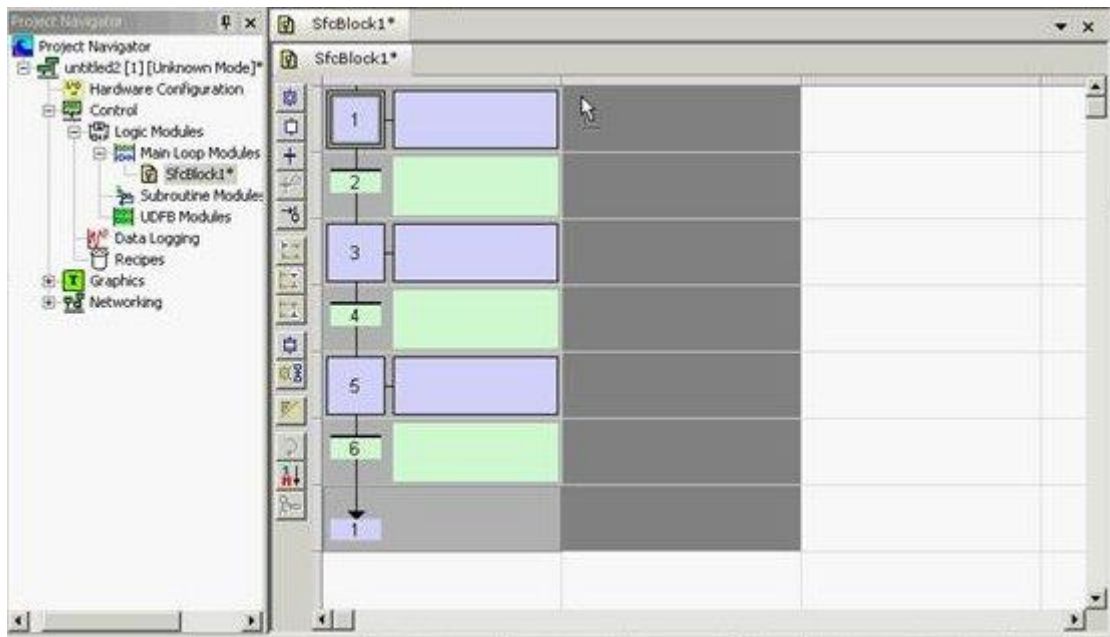 Project Navigator
Project Navigator
untitled2 [1] [Unknown Mode]*
Hardware Configuration
Control
Logic Modules
Main Loop Modules
SfcBlock1*
Subroutine Modules
UDFB Modules
Data Logging
Recipes
Graphics
Networking
SfcBlock1*
SfcBlock1*
1
2
3
4
5
6
1